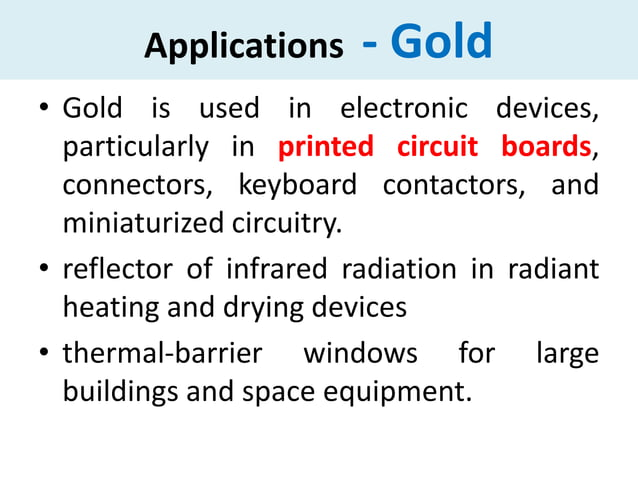 Applications - Gold
• Gold is used in electronic devices,
particularly in printed circuit boards,
connectors, keyboard contactors, and
miniaturized circuitry.
• reflector of infrared radiation in radiant
heating and drying devices
• thermal-barrier windows for large
buildings and space equipment.